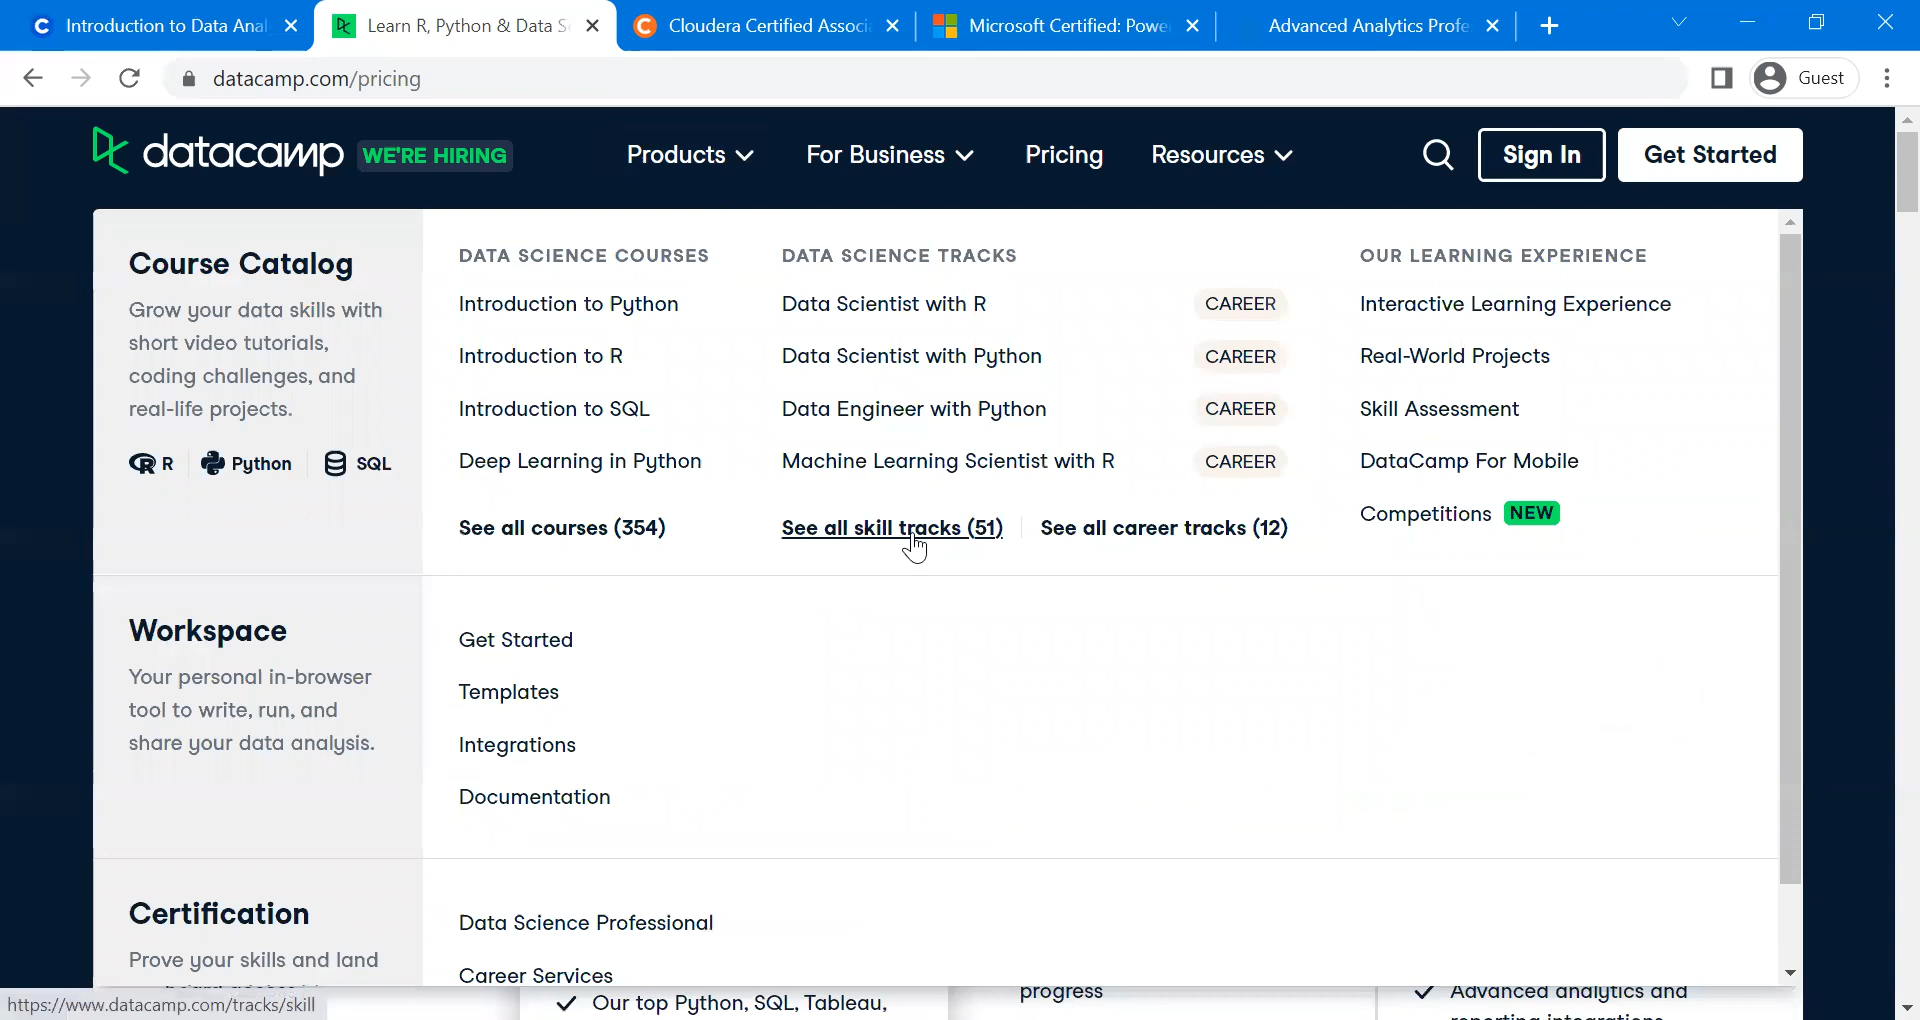 Introduction to Data Anal
Learn R, Python & Data S
Cloudera Certified Associa
Microsoft Certified: Powe
Advanced Analytics Profe
datacamp.com/pricing
Guest
datacamp WE'RE HIRING
Products
For Business
Pricing
Resources
Sign In
Get Started
Course Catalog
Grow your data skills with
short video tutorials,
coding challenges, and
real-life projects.
R Python SQL
DATA SCIENCE COURSES
Introduction to Python
Introduction to R
Introduction to SQL
Deep Learning in Python
See all courses (354)
DATA SCIENCE TRACKS
Data Scientist with R CAREER
Data Scientist with Python CAREER
Data Engineer with Python CAREER
Machine Learning Scientist with R CAREER
See all skill tracks (51) See all career tracks (12)
OUR LEARNING EXPERIENCE
Interactive Learning Experience
Real-World Projects
Skill Assessment
DataCamp For Mobile
Competitions NEW
Workspace
Your personal in-browser
tool to write, run, and
share your data analysis.
Get Started
Templates
Integrations
Documentation
Certification
Prove your skills and land
Data Science Professional
Career Services
https://www.datacamp.com/tracks/skill
Our top Python, SQL, Tableau,
progress
Advanced analytics and
reporting integrations